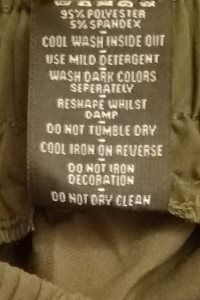 95% POLYESTER
5% SPANDEX
-
COOL WASH INSIDE OUT
-
USE MILD DETERGENT
-
WASH DARK COLORS
SEPERATELY
-
RESHAPE WHILST
DAMP
-
DO NOT TUMBLE DRY
-
COOL IRON ON REVERSE
-
DO NOT IRON
DECORATION
-
DO NOT DRY CLEAN